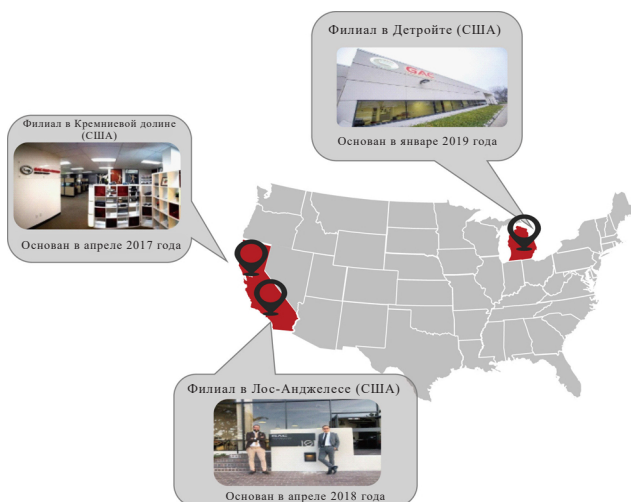 Филиал в Детройте (США)
GAC
Основан в январе 2019 года
Филиал в Кремниевой долине
(США)
Основан в апреле 2017 года
Филиал в Лос-Анджелесе (США)
Основан в апреле 2018 года